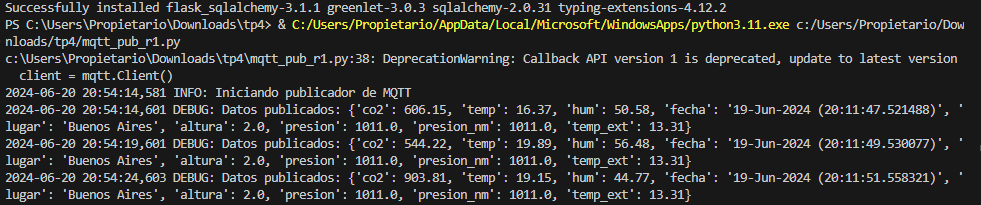 Successfully installed flask_sqlalchemy-3.1.1 greenlet-3.0.3 sqlalchemy-2.0.31 typing-extensions-4.12.2
PS C:\Users\Propietario\Downloads\tp4> & C:/Users/Propietario/AppData/Local/Microsoft/WindowsApps/python3.11.exe c:/Users/Propietario/Dow
nloads/tp4/mqtt_pub_r1.py
c:\Users\Propietario\Downloads\tp4\mqtt_pub_r1.py:38: DeprecationWarning: Callback API version 1 is deprecated, update to latest version
  client = mqtt.Client()
2024-06-20 20:54:14,581 INFO: Iniciando publicador de MQTT
2024-06-20 20:54:14,601 DEBUG: Datos publicados: {'co2': 606.15, 'temp': 16.37, 'hum': 50.58, 'fecha': '19-Jun-2024 (20:11:47.521488)', '
lugar': 'Buenos Aires', 'altura': 2.0, 'presion': 1011.0, 'presion_nm': 1011.0, 'temp_ext': 13.31}
2024-06-20 20:54:19,601 DEBUG: Datos publicados: {'co2': 544.22, 'temp': 19.89, 'hum': 56.48, 'fecha': '19-Jun-2024 (20:11:49.530077)', '
lugar': 'Buenos Aires', 'altura': 2.0, 'presion': 1011.0, 'presion_nm': 1011.0, 'temp_ext': 13.31}
2024-06-20 20:54:24,603 DEBUG: Datos publicados: {'co2': 903.81, 'temp': 19.15, 'hum': 44.77, 'fecha': '19-Jun-2024 (20:11:51.558321)', '
lugar': 'Buenos Aires', 'altura': 2.0, 'presion': 1011.0, 'presion_nm': 1011.0, 'temp_ext': 13.31}